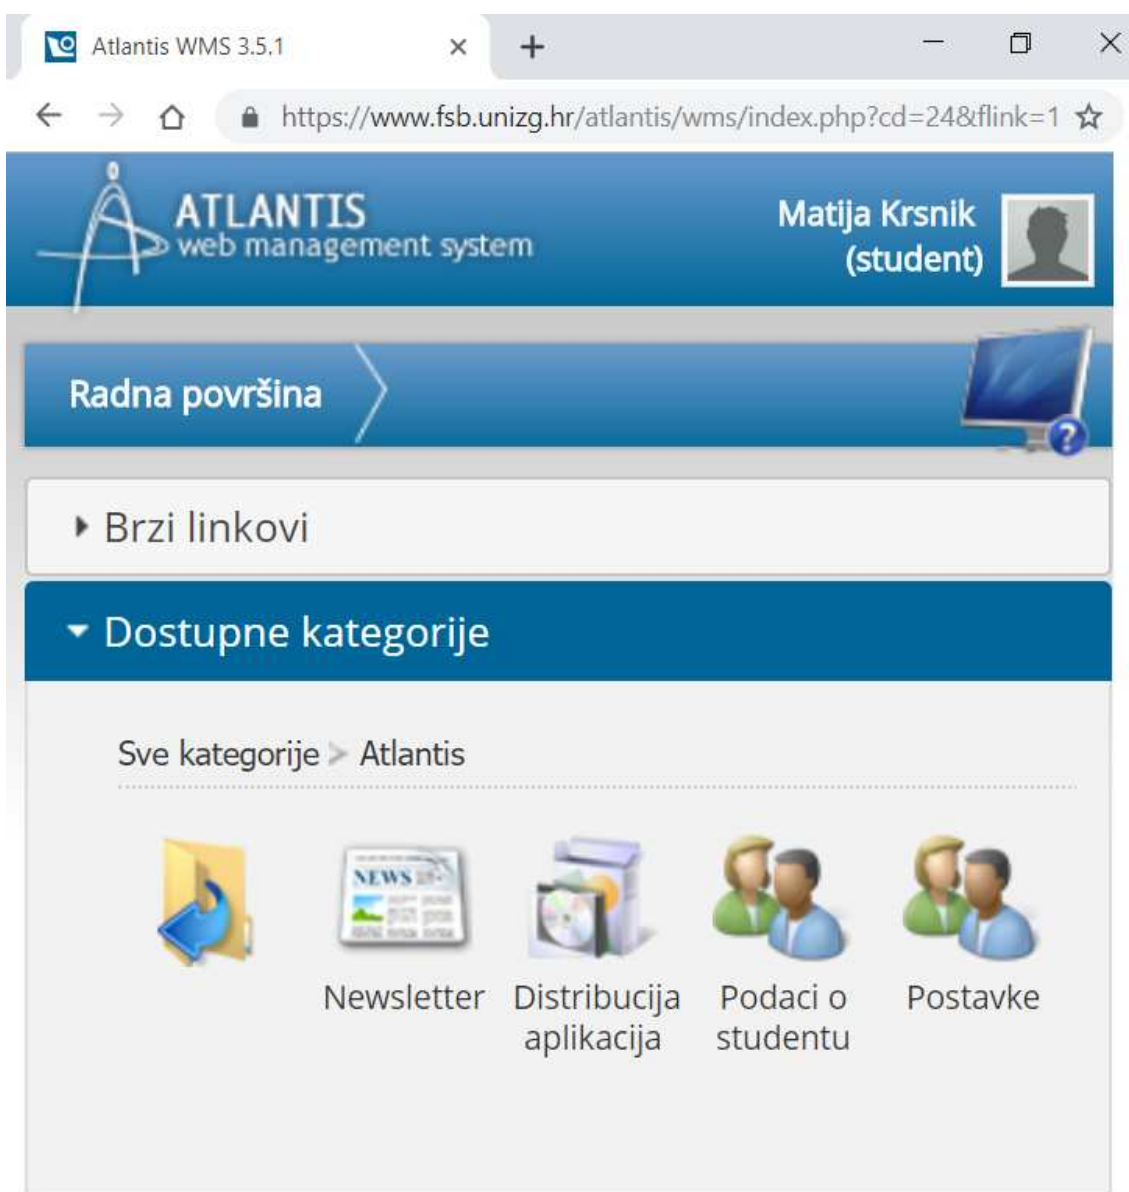 Atlantis WMS 3.5.1
https://www.fsb.unizg.hr/atlantis/wms/index.php?cd=24&flink=1
ATLANTIS
web management system
Matija Krsnik
(student)
Radna površina
?
Brzi linkovi
Dostupne kategorije
Sve kategorije > Atlantis
NEWS
Newsletter
Distribucija
aplikacija
Podaci o
studentu
Postavke